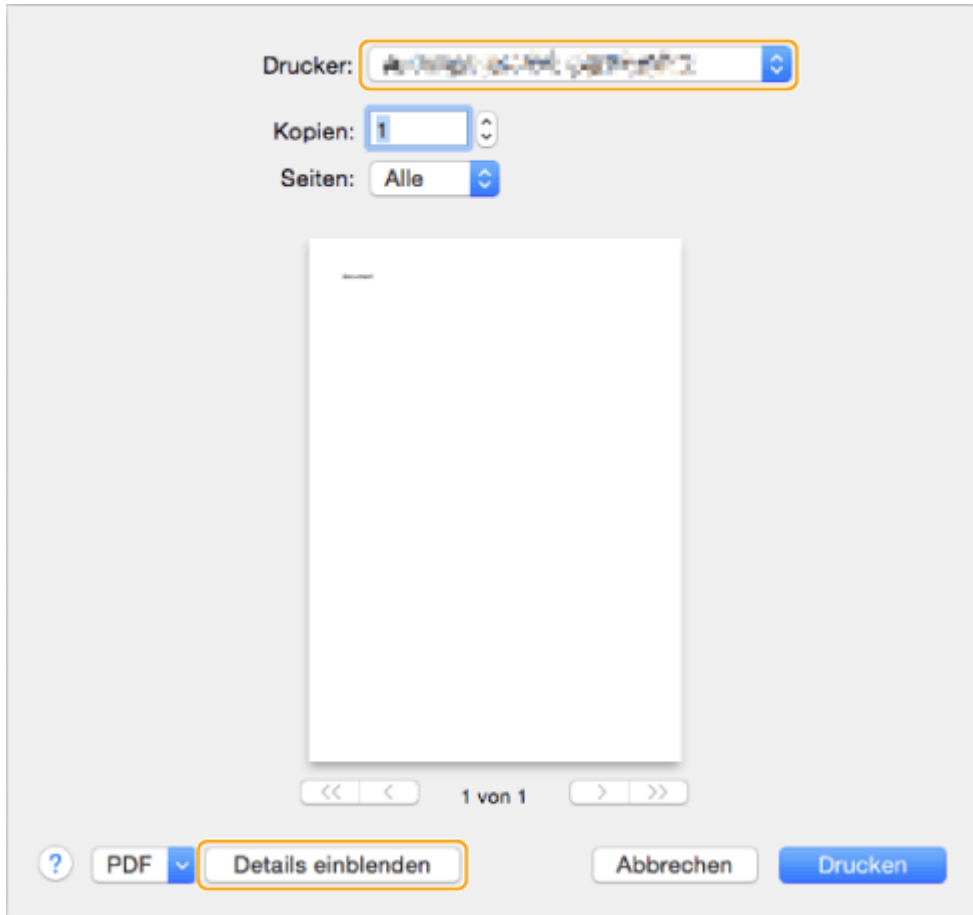 Drucker:
Kopien: 1
Seiten: Alle
1 von 1
? PDF Details einblenden Abbrechen Drucken